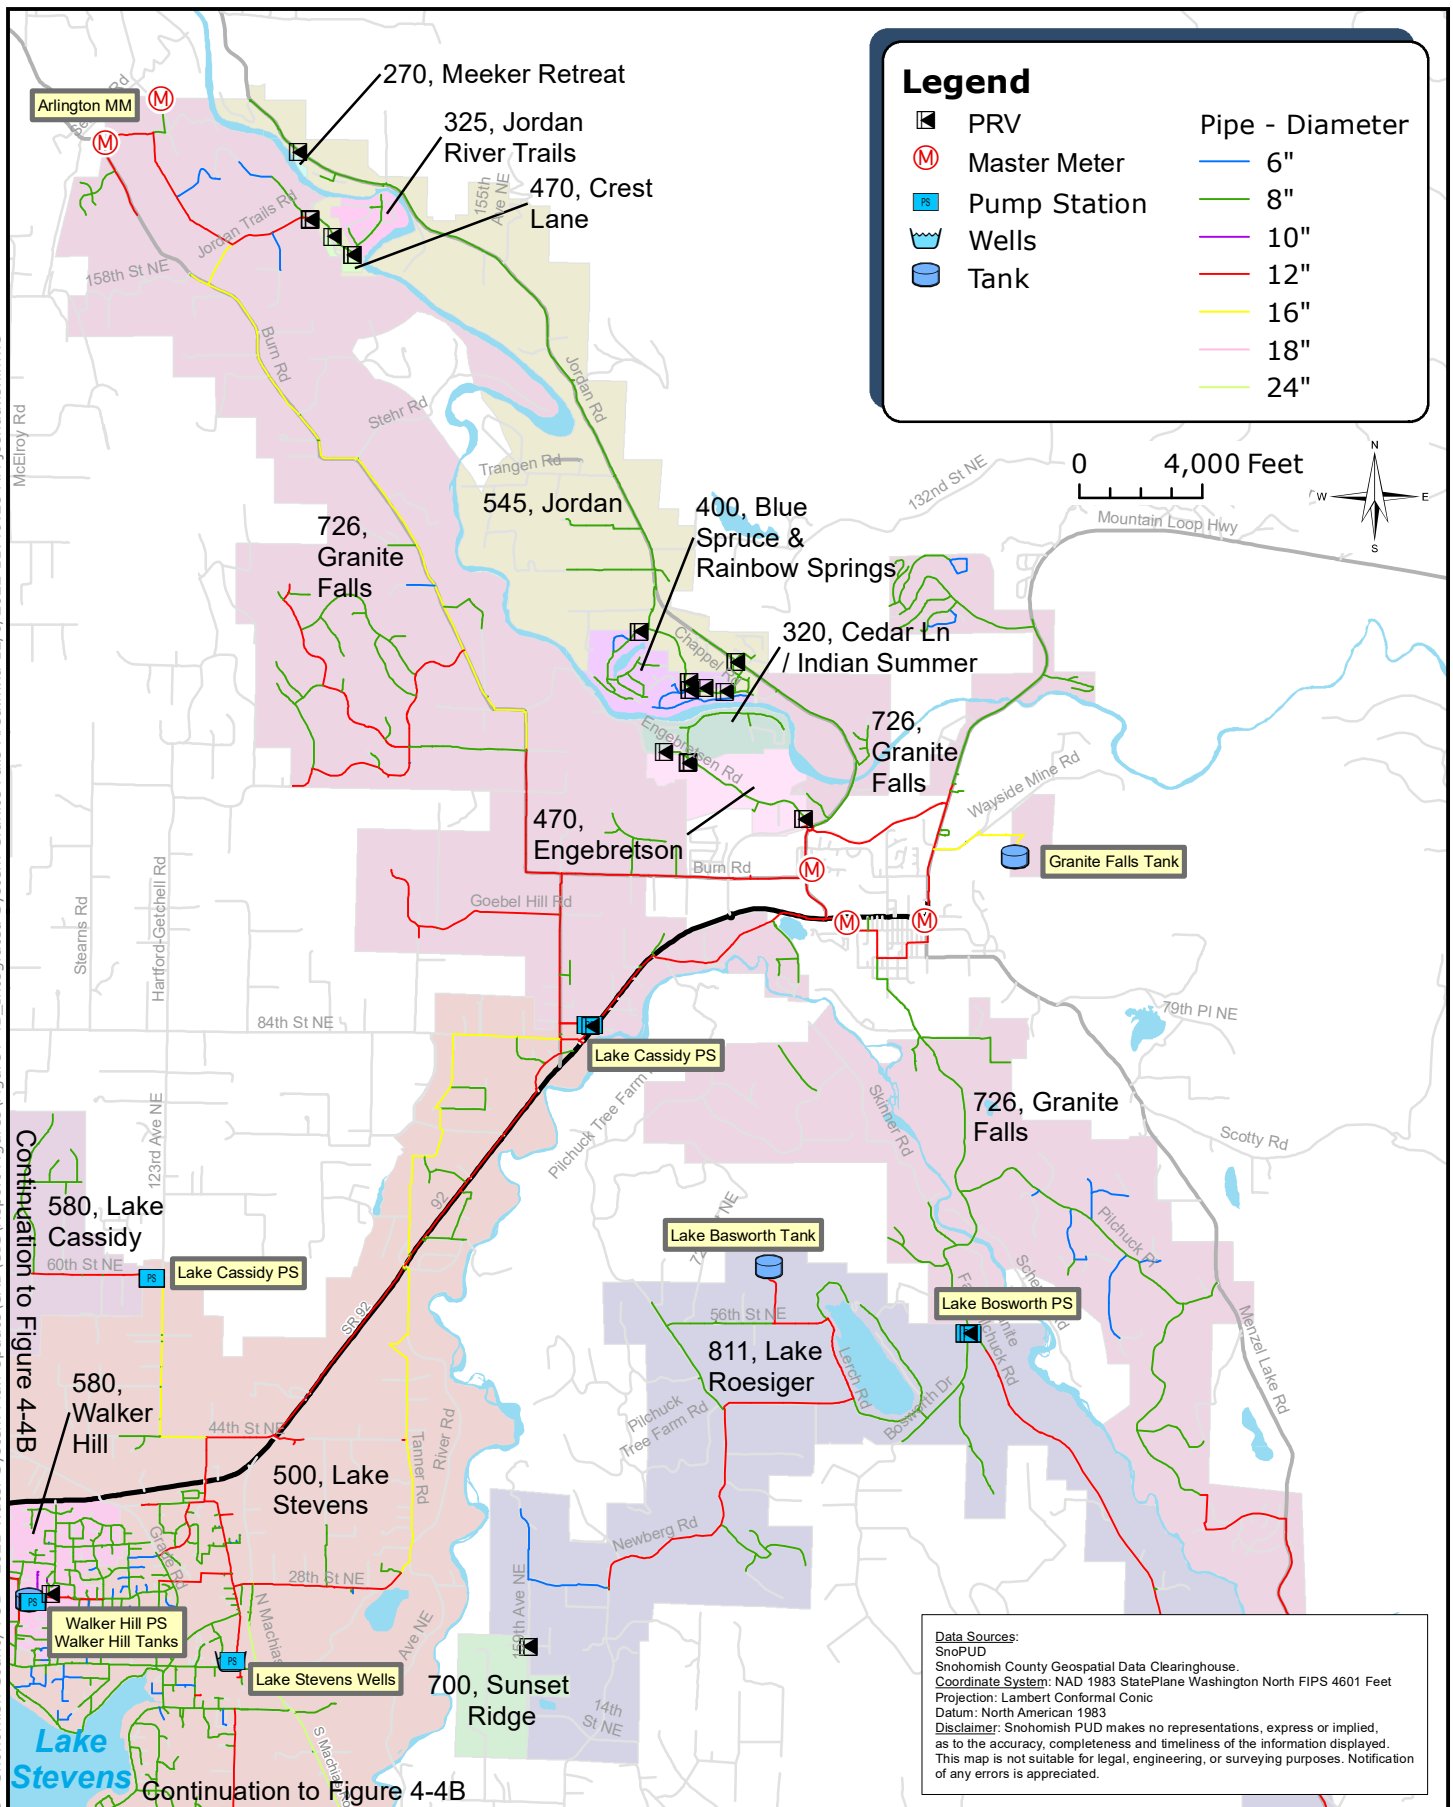 Arlington MM
M
M
270, Meeker Retreat
325, Jordan
River Trails
470, Crest
Lane
155th
Ave NE
Jordan Trails Rd
158th St NE
Burn Rd
Stehr Rd
Jordan Rd
McElroy Rd
Trangen Rd
Legend
PRV
M
Master Meter
PS
Pump Station
Wells
Tank
Pipe - Diameter
6"
8"
10"
12"
16"
18"
24"
0
4,000 Feet
N
W
E
S
132nd St NE
Mountain Loop Hwy
545, Jordan
726,
Granite
Falls
400, Blue
Spruce &
Rainbow Springs
320, Cedar Ln
/ Indian Summer
Chappel Rd
Engebretsen Rd
726,
Granite
Falls
Wayside Mine Rd
470,
Engebretson
Burn Rd
M
Granite Falls Tank
Goebel Hill Rd
M
M
Stearns Rd
Hartford-Getchell Rd
84th St NE
Lake Cassidy PS
79th Pl NE
Pilchuck Tree Farm
Skinner Rd
726, Granite
Falls
Scotty Rd
123rd Ave NE
Continuation to Figure 4-4B
580, Lake
Cassidy
60th St NE
PS
Lake Cassidy PS
92
SR 92
NE
Lake Basworth Tank
56th St NE
811, Lake
Roesiger
Lerch Rd
Bosworth Dr
Lake Bosworth PS
Pilchuck
Menzel Lake Rd
580,
Walker
Hill
44th St NE
500, Lake
Stevens
Tanner Rd
River Rd
Pilchuck
Tree Farm Rd
Newberg Rd
Grade Rd
28th St NE
PS
Walker Hill PS
Walker Hill Tanks
N Machias
Ave NE
159th Ave NE
PS
Lake Stevens Wells
700, Sunset
Ridge
14th
St NE
S Machias
Lake
Stevens
Continuation to Figure 4-4B
Data Sources:
SnoPUD
Snohomish County Geospatial Data Clearinghouse.
Coordinate System: NAD 1983 StatePlane Washington North FIPS 4601 Feet
Projection: Lambert Conformal Conic
Datum: North American 1983
Disclaimer: Snohomish PUD makes no representations, express or implied,
as to the accuracy, completeness and timeliness of the information displayed.
This map is not suitable for legal, engineering, or surveying purposes. Notification
of any errors is appreciated.